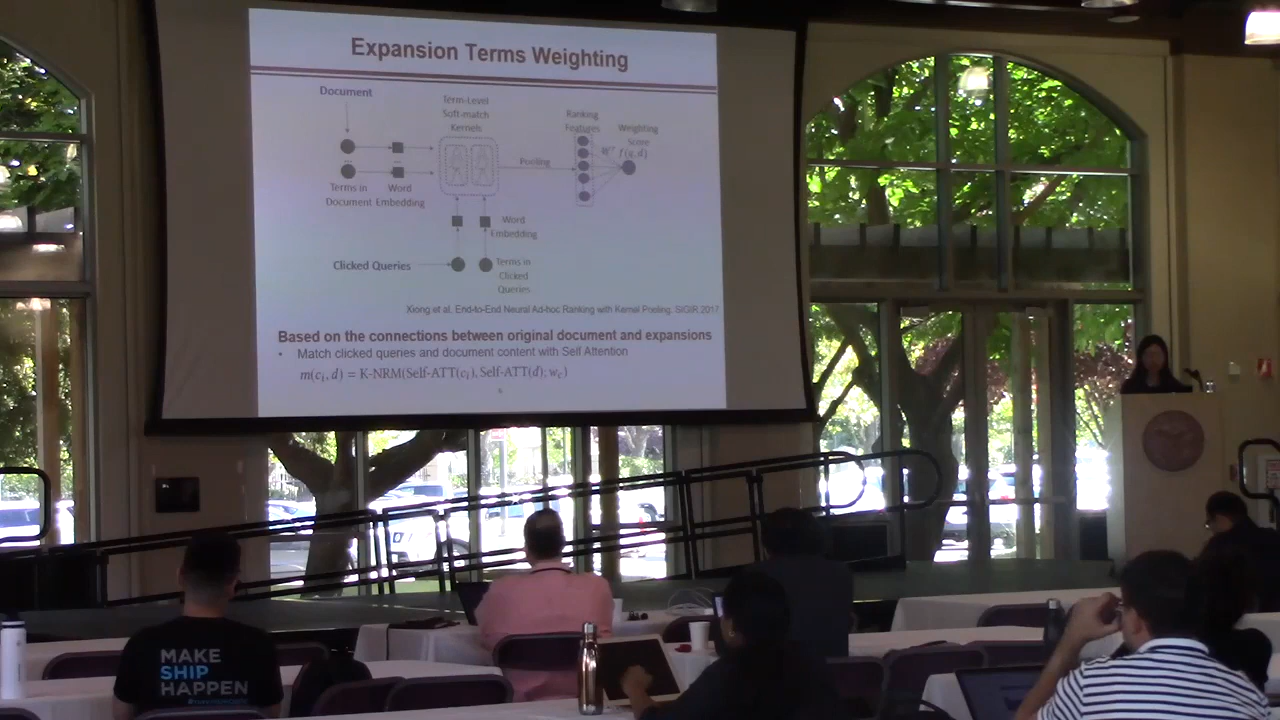 Expansion Terms Weighting
Document
Term-Level
Soft-match
Kernels
Ranking
Features
Weighting
Score
f(q,d)
Pooling
Terms in
Document
Word
Embedding
Word
Embedding
Clicked Queries
Terms in
Clicked
Queries
Xiong et al. End-to-End Neural Ad-hoc Ranking with Kernel Pooling. SIGIR 2017
Based on the connections between original document and expansions
• Match clicked queries and document content with Self Attention
m(cᵢ, d) = K-NRM(Self-ATT(cᵢ), Self-ATT(d); w_c)
MAKE
SHIP
HAPPEN